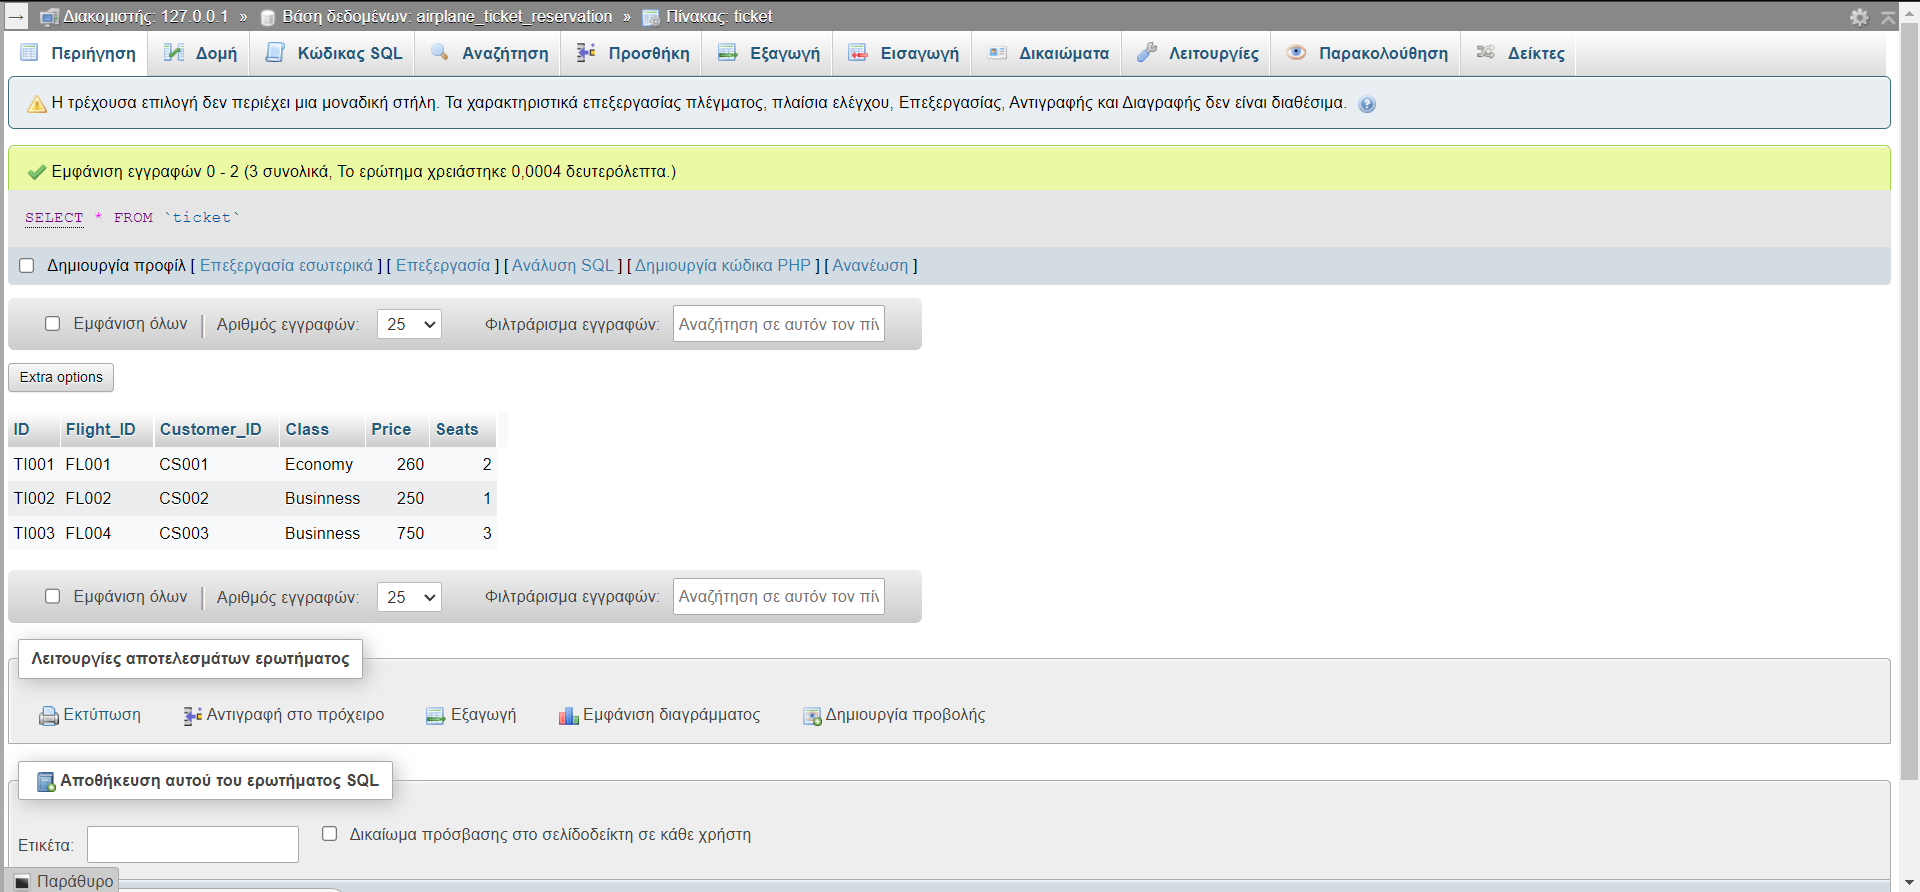 Διακομιστής: 127.0.0.1 » Βάση δεδομένων: airplane_ticket_reservation » Πίνακας: ticket
Περιήγηση Δομή Κώδικας SQL Αναζήτηση Προσθήκη Εξαγωγή Εισαγωγή Δικαιώματα Λειτουργίες Παρακολούθηση Δείκτες
Η τρέχουσα επιλογή δεν περιέχει μια μοναδική στήλη. Τα χαρακτηριστικά επεξεργασίας πλέγματος, πλαίσια ελέγχου, Επεξεργασίας, Αντιγραφής και Διαγραφής δεν είναι διαθέσιμα.
Εμφάνιση εγγραφών 0 - 2 (3 συνολικά, Το ερώτημα χρειάστηκε 0,0004 δευτερόλεπτα.)
SELECT * FROM `ticket`
Δημιουργία προφίλ [ Επεξεργασία εσωτερικά ] [ Επεξεργασία ] [ Ανάλυση SQL ] [ Δημιουργία κώδικα PHP ] [ Ανανέωση ]
Εμφάνιση όλων | Αριθμός εγγραφών: 25 Φιλτράρισμα εγγραφών: Αναζήτηση σε αυτόν τον πίν
Extra options
ID Flight_ID Customer_ID Class Price Seats
TI001 FL001 CS001 Economy 260 2
TI002 FL002 CS002 Businness 250 1
TI003 FL004 CS003 Businness 750 3
Εμφάνιση όλων | Αριθμός εγγραφών: 25 Φιλτράρισμα εγγραφών: Αναζήτηση σε αυτόν τον πίν
Λειτουργίες αποτελεσμάτων ερωτήματος
Εκτύπωση Αντιγραφή στο πρόχειρο Εξαγωγή Εμφάνιση διαγράμματος Δημιουργία προβολής
Αποθήκευση αυτού του ερωτήματος SQL
Ετικέτα: Δικαίωμα πρόσβασης στο σελίδοδείκτη σε κάθε χρήστη
Παράθυρο